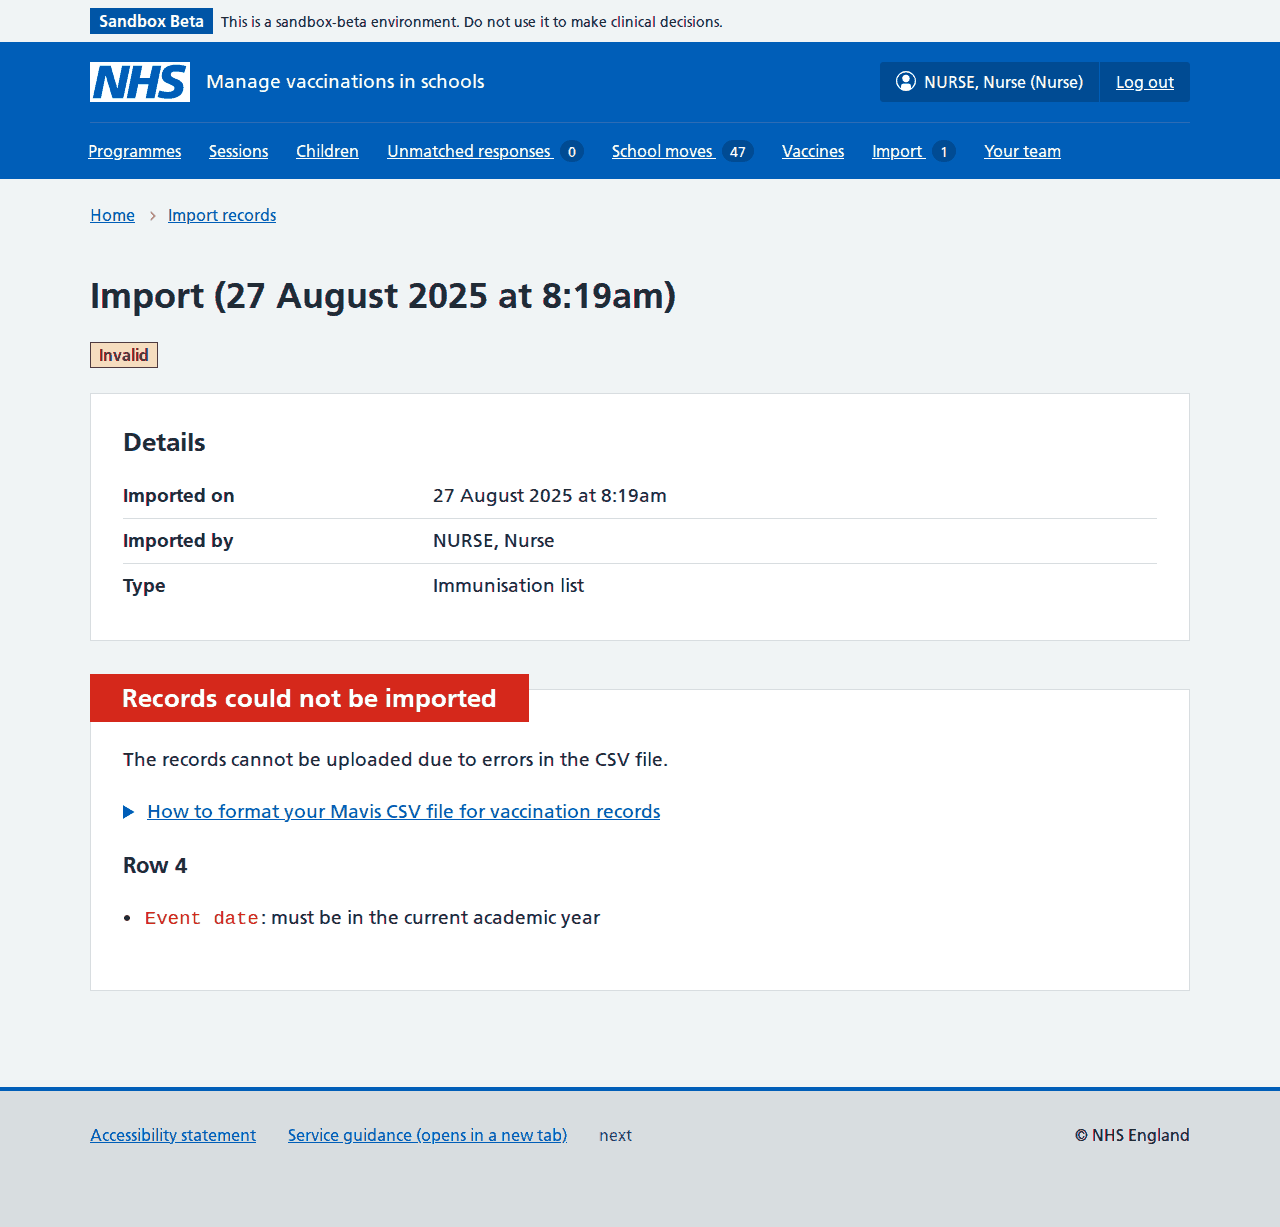 Sandbox Beta This is a sandbox-beta environment. Do not use it to make clinical decisions.
NHS Manage vaccinations in schools NURSE, Nurse (Nurse) Log out
Programmes Sessions Children Unmatched responses 0 School moves 47 Vaccines Import 1 Your team
Home Import records
Import (27 August 2025 at 8:19am)
Invalid
Details
Imported on 27 August 2025 at 8:19am
Imported by NURSE, Nurse
Type Immunisation list
Records could not be imported
The records cannot be uploaded due to errors in the CSV file.
How to format your Mavis CSV file for vaccination records
Row 4
• Event date: must be in the current academic year
Accessibility statement Service guidance (opens in a new tab) next © NHS England